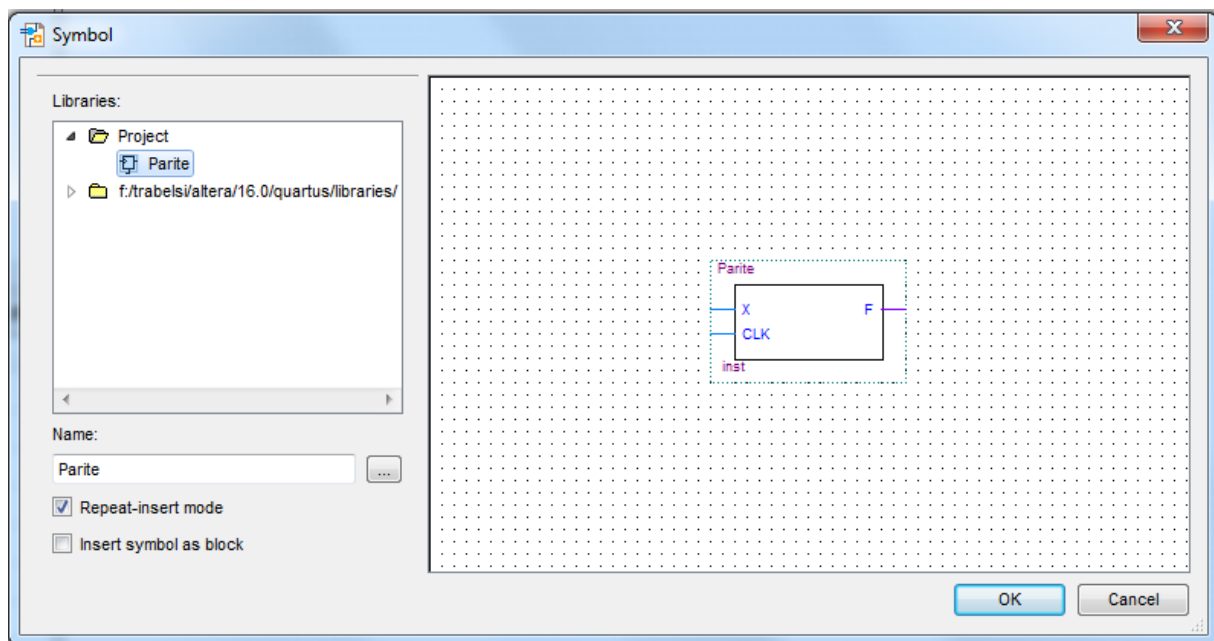 Symbol
Libraries:
Project
Parite
f:/trabelsi/altera/16.0/quartus/libraries/
Name:
Parite
...
Repeat-insert mode
Insert symbol as block
Parite
X F
CLK
inst
OK Cancel